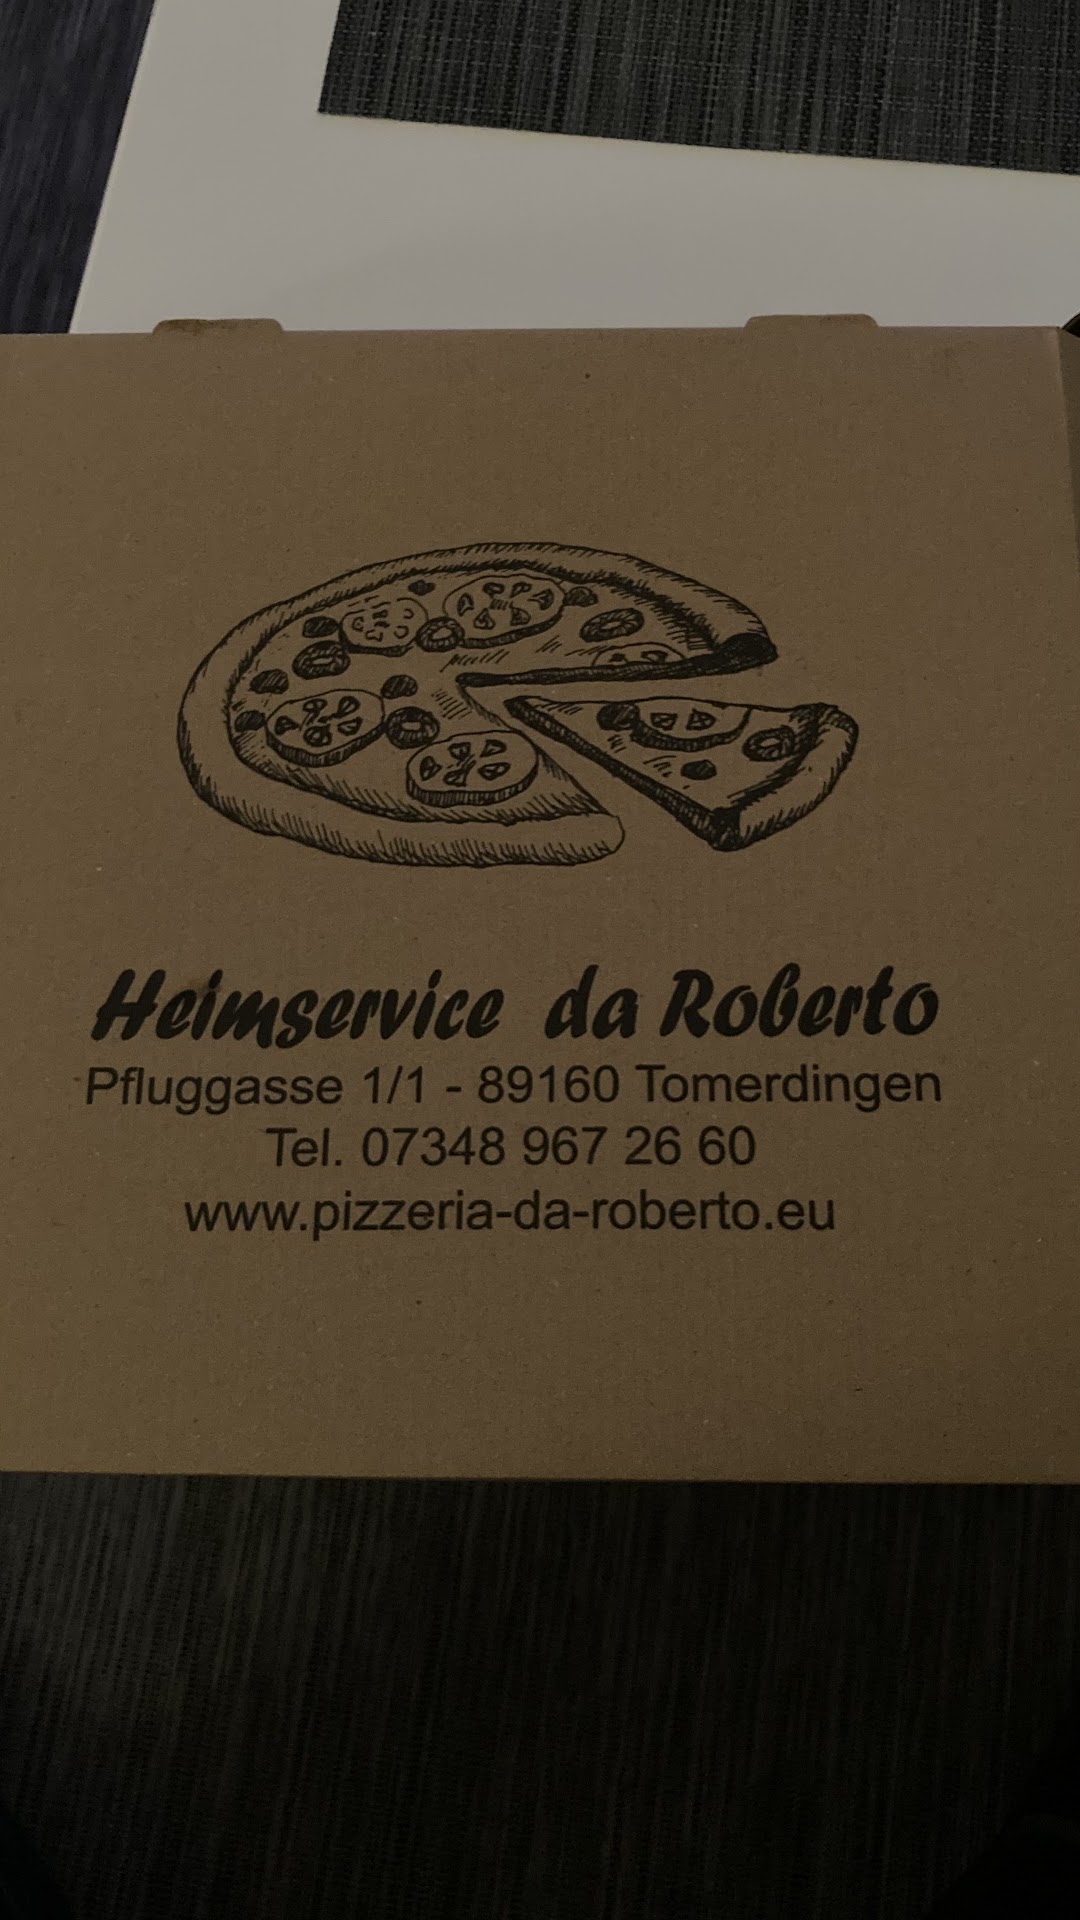 Heimservice da Roberto
Pfluggasse 1/1 - 89160 Tomerdingen
Tel. 07348 967 26 60
www.pizzeria-da-roberto.eu